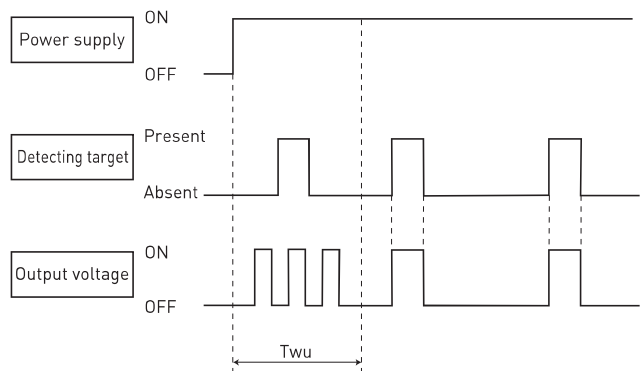 ON
Power supply
OFF
Present
Detecting target
Absent
ON
Output voltage
OFF
Twu